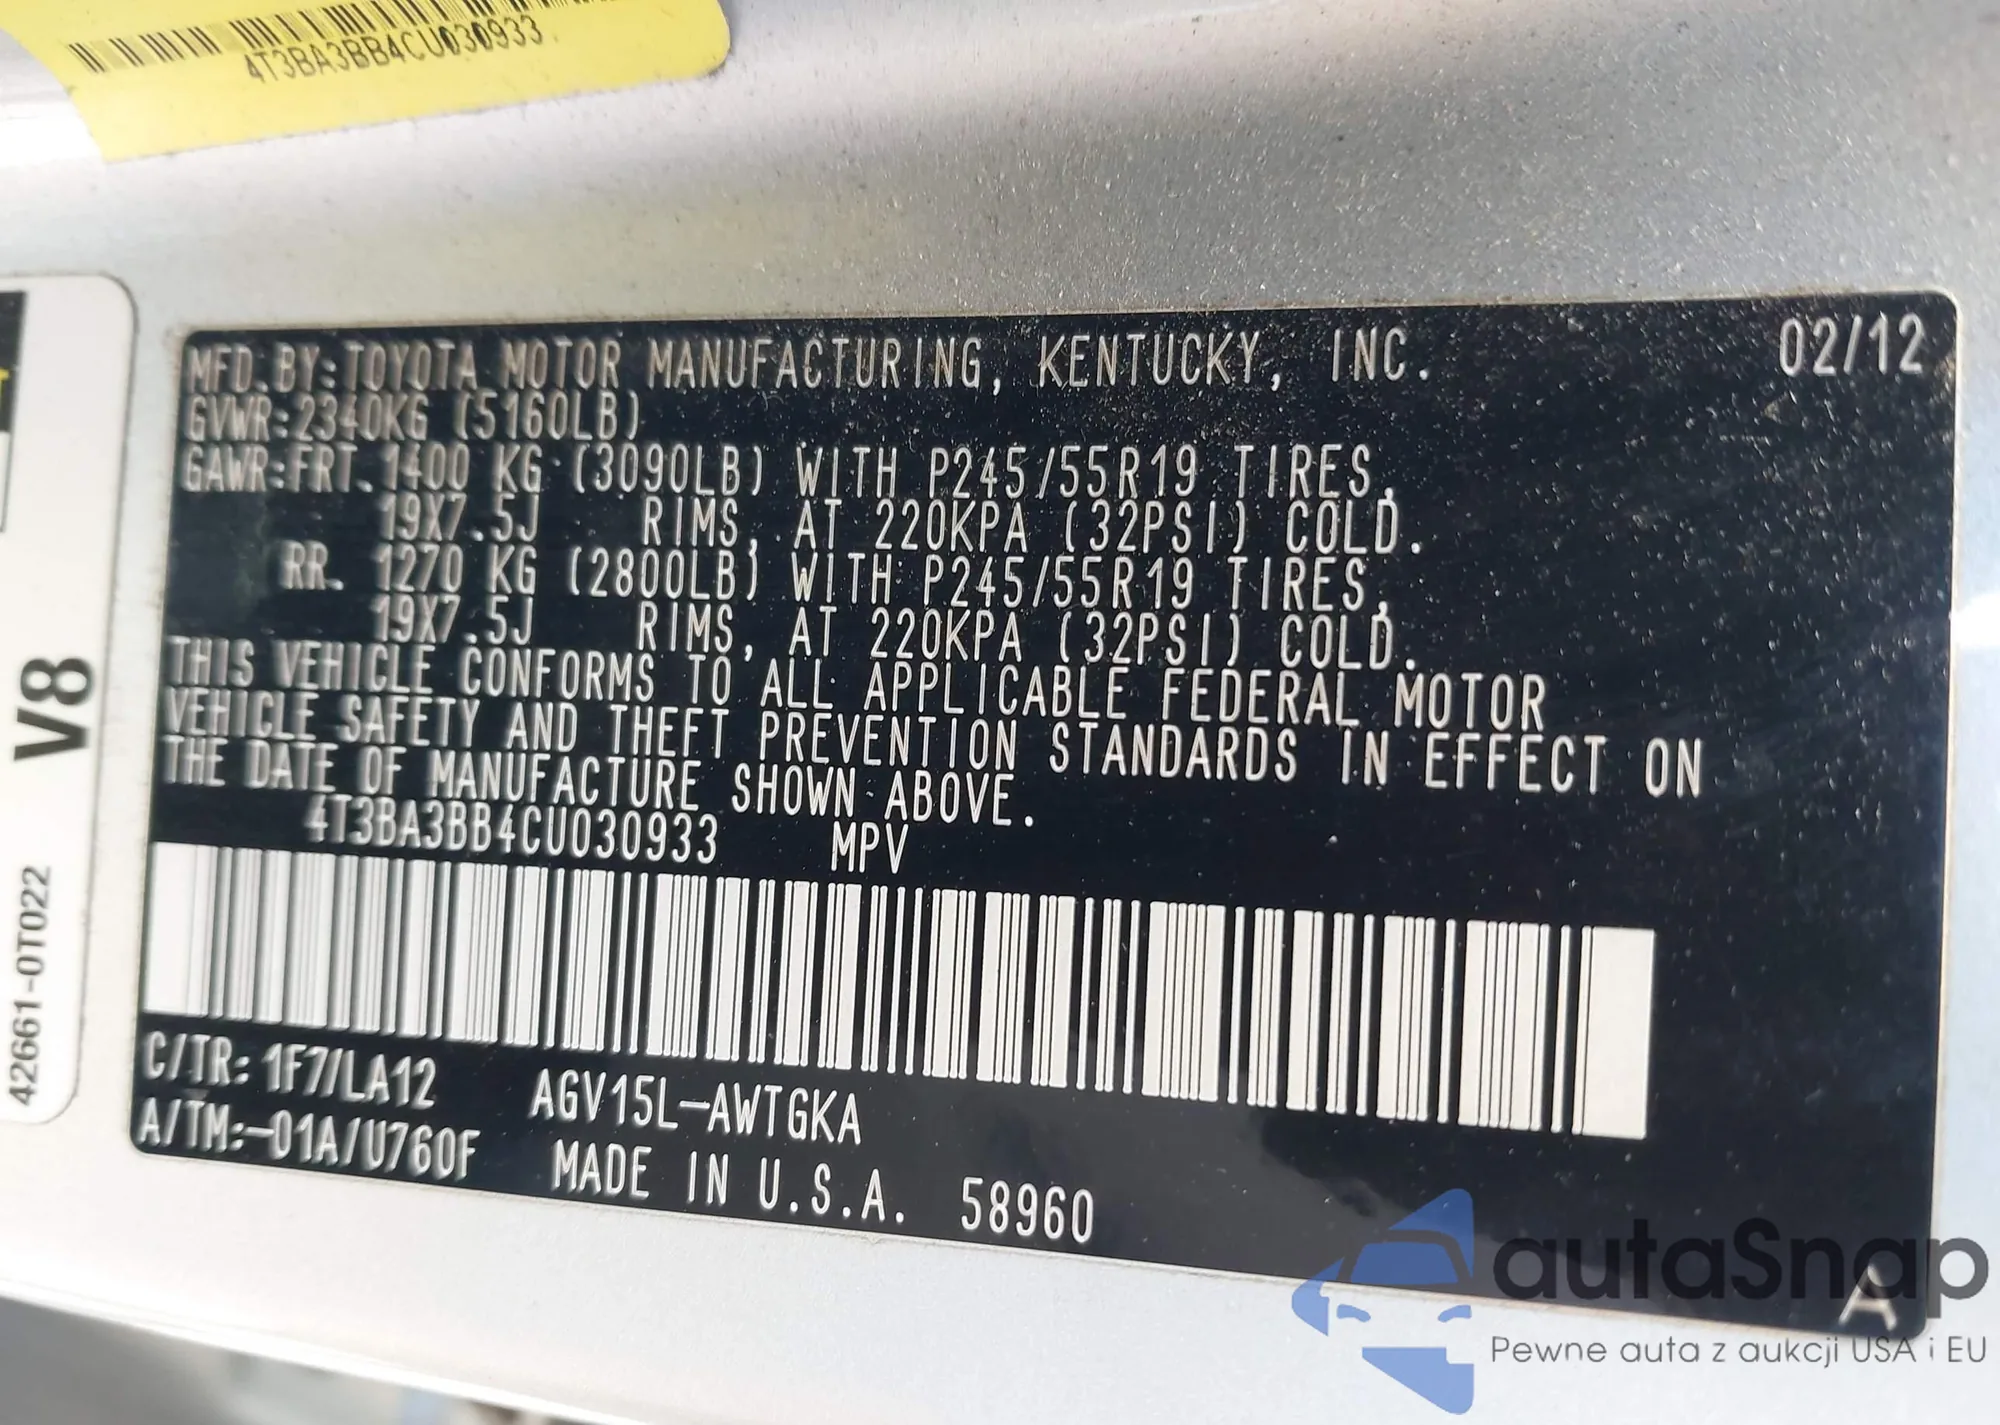 4T3BA3BB4CU030933
MFD. BY: TOYOTA MOTOR MANUFACTURING, KENTUCKY, INC. 02/12
GVWR: 2340KG (5160LB)
GAWR: FRT. 1400 KG (3090LB) WITH P245/55R19 TIRES,
19X7.5J RIMS, AT 220KPA (32PSI) COLD.
RR. 1270 KG (2800LB) WITH P245/55R19 TIRES,
19X7.5J RIMS, AT 220KPA (32PSI) COLD.
THIS VEHICLE CONFORMS TO ALL APPLICABLE FEDERAL MOTOR
VEHICLE SAFETY AND THEFT PREVENTION STANDARDS IN EFFECT ON
THE DATE OF MANUFACTURE SHOWN ABOVE.
4T3BA3BB4CU030933 MPV
C/TR: 1F7/LA12 AGV15L-AWTGKA
A/TM:-01A/U760F MADE IN U.S.A. 58960
A
V8
42661-0T022
autaSnap
Pewne auta z aukcji USA i EU